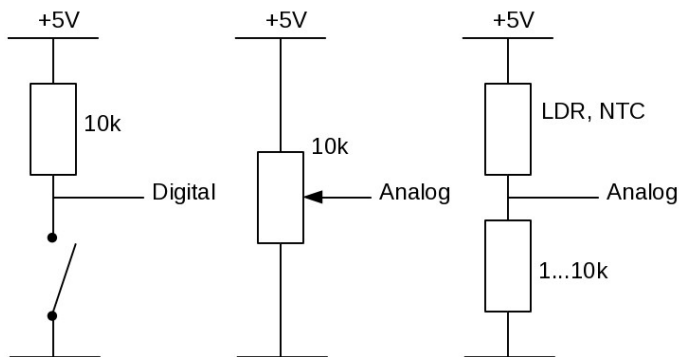 +5V
+5V
+5V
10k
Digital
10k
Analog
LDR, NTC
Analog
1...10k